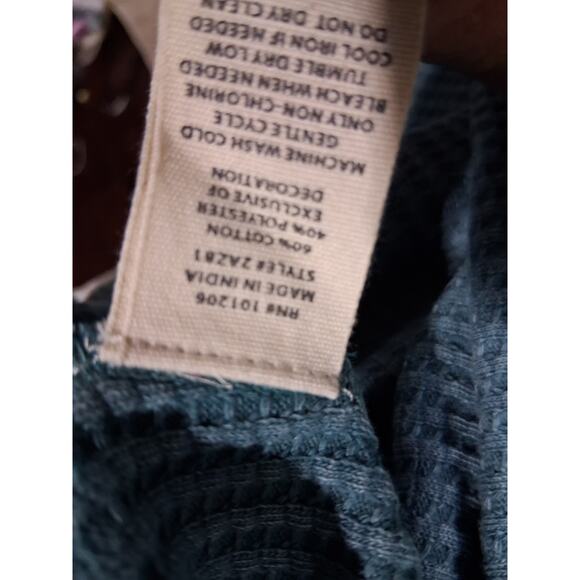 RN# 101206
MADE IN INDIA
STYLE# 2AZ81
60% COTTON
40% POLYESTER
EXCLUSIVE OF
DECORATION
MACHINE WASH COLD
GENTLE CYCLE
ONLY NON-CHLORINE
BLEACH WHEN NEEDED
TUMBLE DRY LOW
COOL IRON IF NEEDED
DO NOT DRY CLEAN